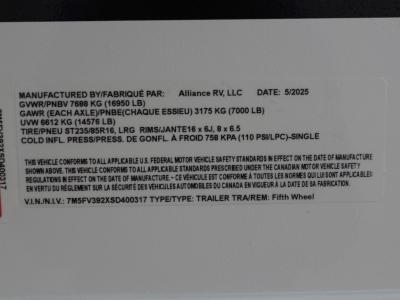 MANUFACTURED BY/FABRIQUÉ PAR: Alliance RV, LLC DATE: 5/2025
GVWR/PNBV 7688 KG (16950 LB)
GAWR (EACH AXLE)/PNBE(CHAQUE ESSIEU) 3175 KG (7000 LB)
UVW 6612 KG (14576 LB)
TIRE/PNEU ST235/85R16, LRG RIMS/JANTE16 x 6J, 8 x 6.5
COLD INFL. PRESS./PRESS. DE GONFL. À FROID 758 KPA (110 PSI/LPC)-SINGLE
THIS VEHICLE CONFORMS TO ALL APPLICABLE U.S. FEDERAL MOTOR VEHICLE SAFETY STANDARDS IN EFFECT ON THE DATE OF MANUFACTURE
SHOWN ABOVE. ~ THIS VEHICLE CONFORMS TO ALL APPLICABLE STANDARDS PRESCRIBED UNDER THE CANADIAN MOTOR VEHICLE SAFETY
REGULATIONS IN EFFECT ON THE DATE OF MANUFACTURE ~ CE VÉHICULE EST CONFORME À TOUTES LES NORMES QUI LUI SONT APPLICABLES
EN VERTU DU RÈGLEMENT SUR LA SÉCURITÉ DES VÉHICULES AUTOMOBILES DU CANADA EN VIGUEUR À LA DATE DE SA FABRICATION.
V.I.N./N.I.V.: 7M5FV392XSD400317 TYPE/TYPE: TRAILER TRA/REM: Fifth Wheel
7M5FV392XSD400317